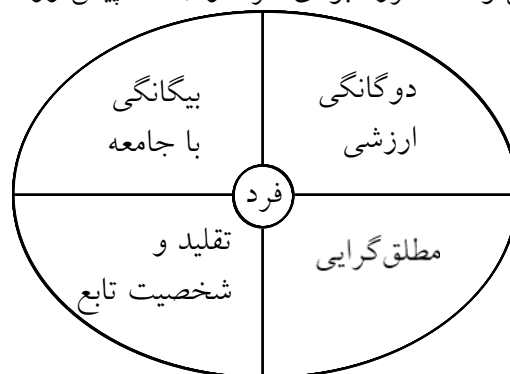 دوگانگی
ارزشی
بیگانگی
با جامعه
فرد
مطلق‌گرایی
تقلید و
شخصیت تابع